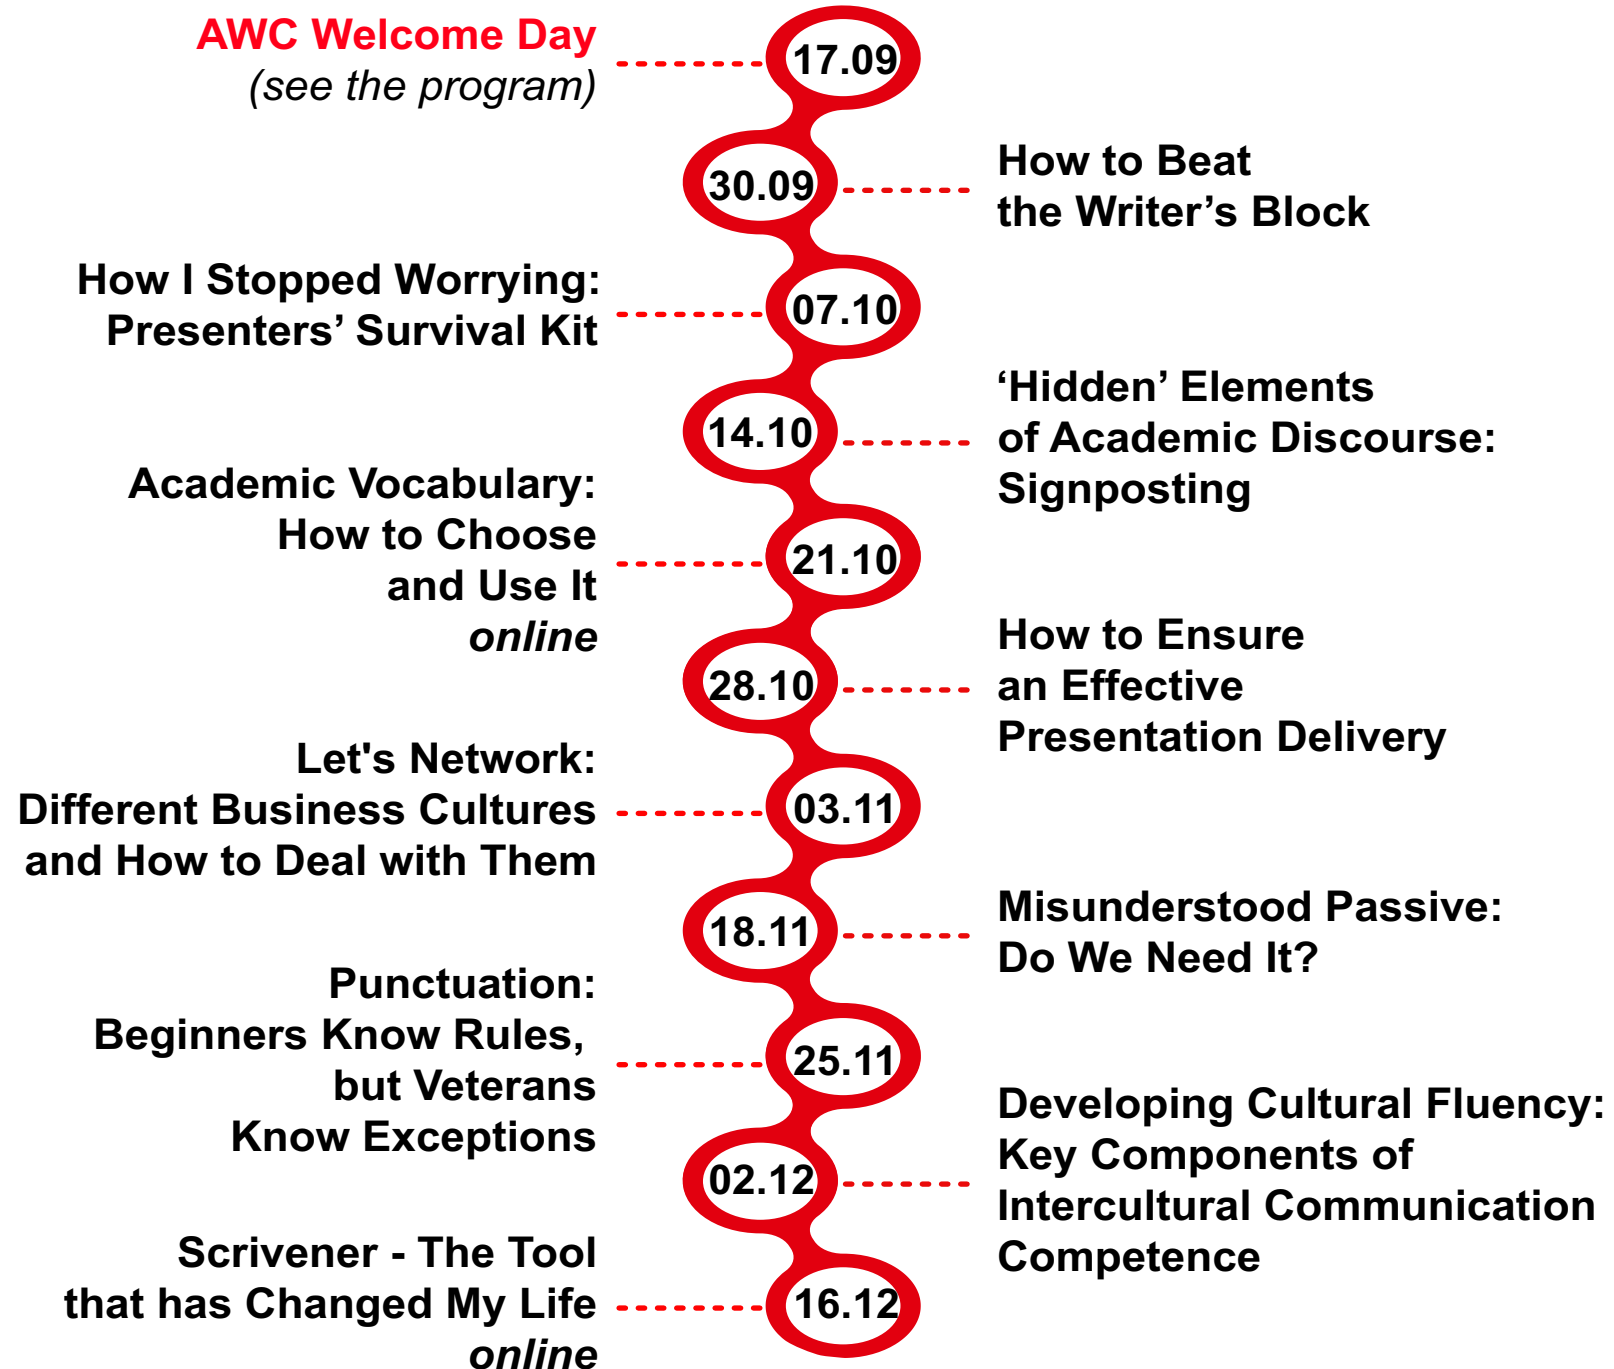 AWC Welcome Day
(see the program)
17.09
30.09
How to Beat
the Writer’s Block
How I Stopped Worrying:
Presenters’ Survival Kit
07.10
14.10
‘Hidden’ Elements
of Academic Discourse:
Signposting
Academic Vocabulary:
How to Choose
and Use It
online
21.10
28.10
How to Ensure
an Effective
Presentation Delivery
Let's Network:
Different Business Cultures
and How to Deal with Them
03.11
18.11
Misunderstood Passive:
Do We Need It?
Punctuation:
Beginners Know Rules,
but Veterans
Know Exceptions
25.11
02.12
Developing Cultural Fluency:
Key Components of
Intercultural Communication
Competence
Scrivener - The Tool
that has Changed My Life
online
16.12